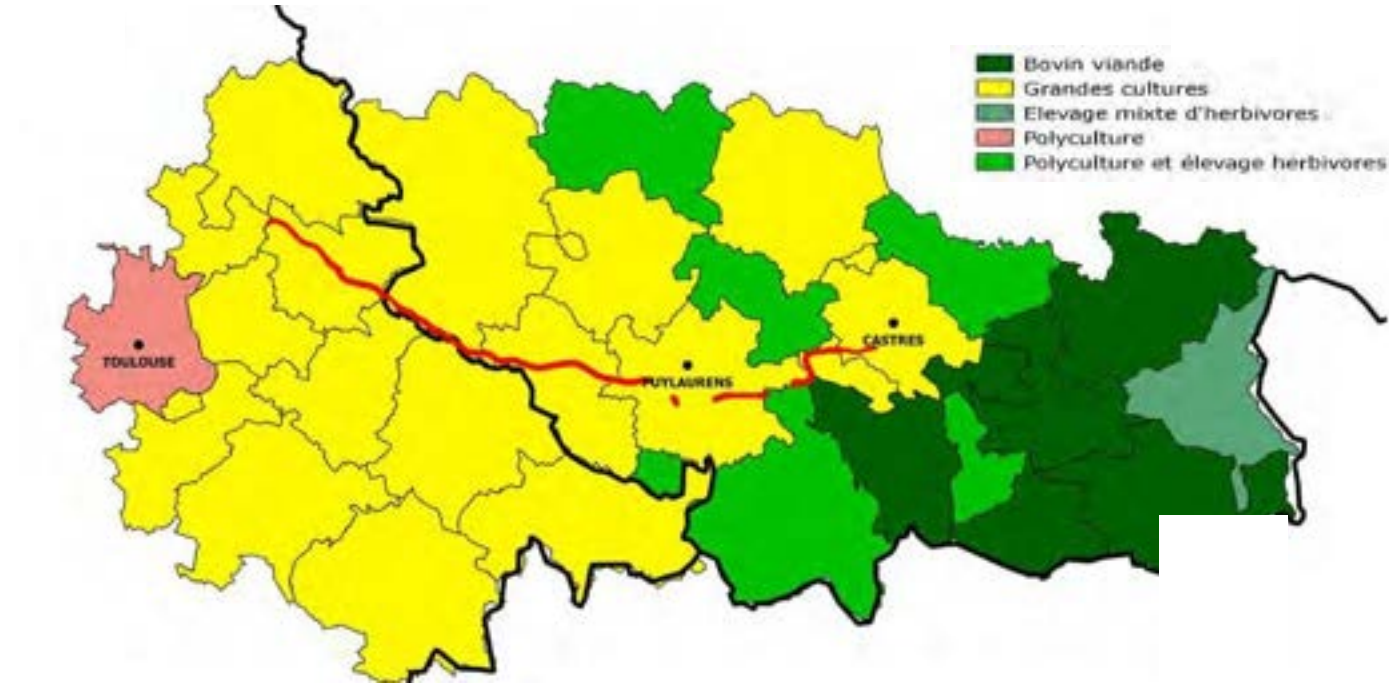 Bovin viande
Grandes cultures
Elevage mixte d'herbivores
Polyculture
Polyculture et élevage herbivores
TOULOUSE
PUYLAURENS
CASTRES